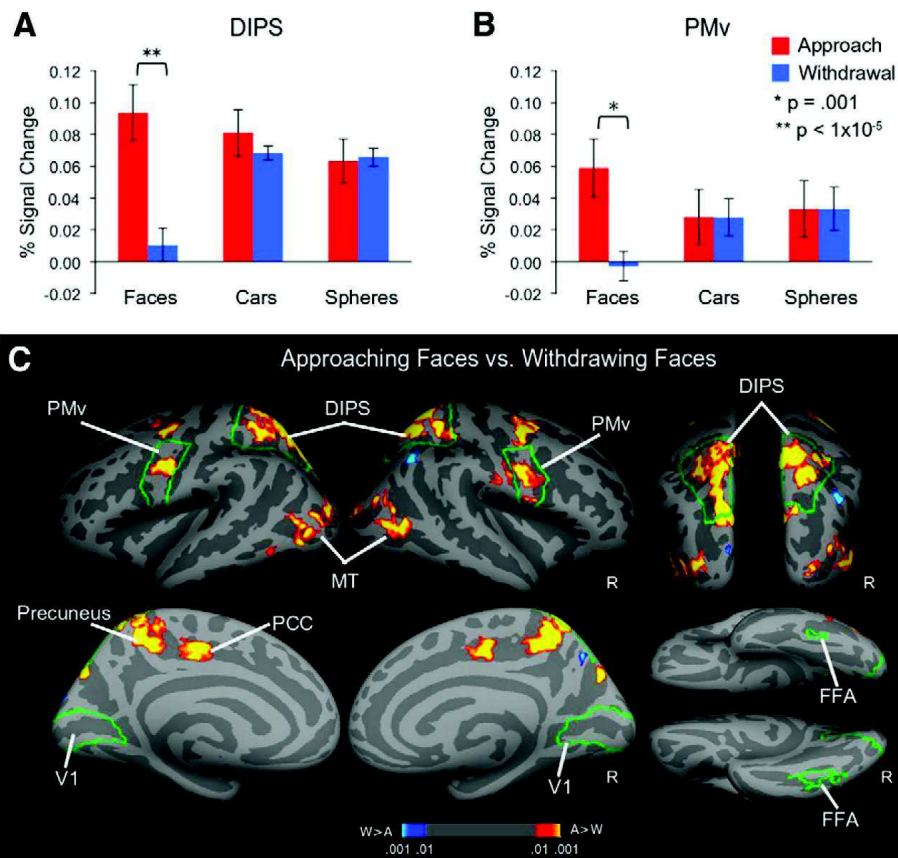 A
DIPS
**
% Signal Change
0.12
0.10
0.08
0.06
0.04
0.02
0.00
-0.02
Faces
Cars
Spheres
B
PMv
*
% Signal Change
0.12
0.10
0.08
0.06
0.04
0.02
0.00
-0.02
Faces
Cars
Spheres
Approach
Withdrawal
* p = .001
** p < 1x10-5
C
Approaching Faces vs. Withdrawing Faces
PMv
DIPS
PMv
DIPS
MT
R
R
Precuneus
PCC
V1
V1
R
FFA
R
FFA
W>A
A>W
.001 .01
.01 .001